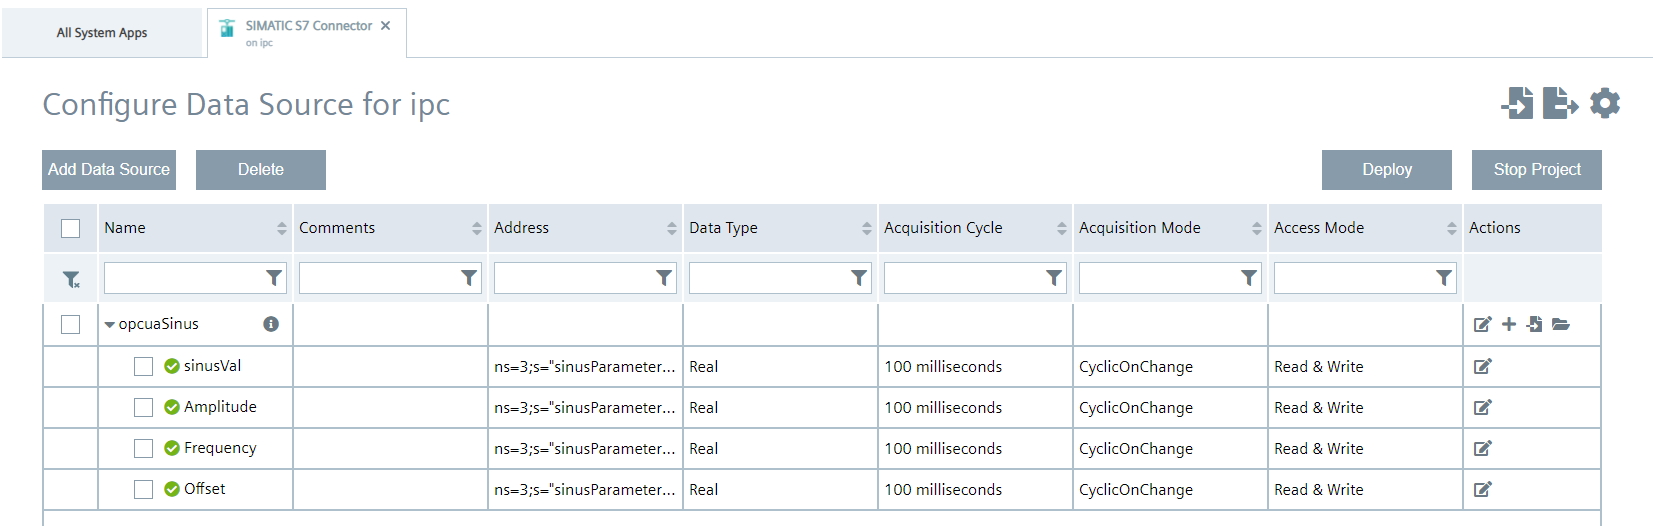 All System Apps
SIMATIC S7 Connector
on ipc
Configure Data Source for ipc
Add Data Source Delete Deploy Stop Project
Name Comments Address Data Type Acquisition Cycle Acquisition Mode Access Mode Actions
opcuaSinus
sinusVal ns=3;s="sinusParameter... Real 100 milliseconds CyclicOnChange Read & Write
Amplitude ns=3;s="sinusParameter... Real 100 milliseconds CyclicOnChange Read & Write
Frequency ns=3;s="sinusParameter... Real 100 milliseconds CyclicOnChange Read & Write
Offset ns=3;s="sinusParameter... Real 100 milliseconds CyclicOnChange Read & Write